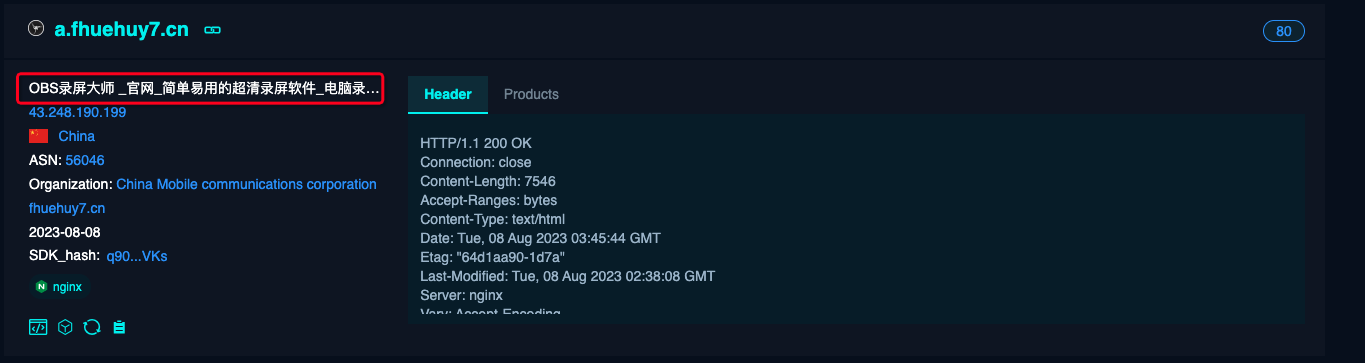 a.fhuehuy7.cn
80
OBS录屏大师 _官网_简单易用的超清录屏软件_电脑录...
43.248.190.199
China
ASN: 56046
Organization: China Mobile communications corporation
fhuehuy7.cn
2023-08-08
SDK_hash: q90...VKs
nginx
Header Products
HTTP/1.1 200 OK
Connection: close
Content-Length: 7546
Accept-Ranges: bytes
Content-Type: text/html
Date: Tue, 08 Aug 2023 03:45:44 GMT
Etag: "64d1aa90-1d7a"
Last-Modified: Tue, 08 Aug 2023 02:38:08 GMT
Server: nginx
Vary: Accept-Encoding